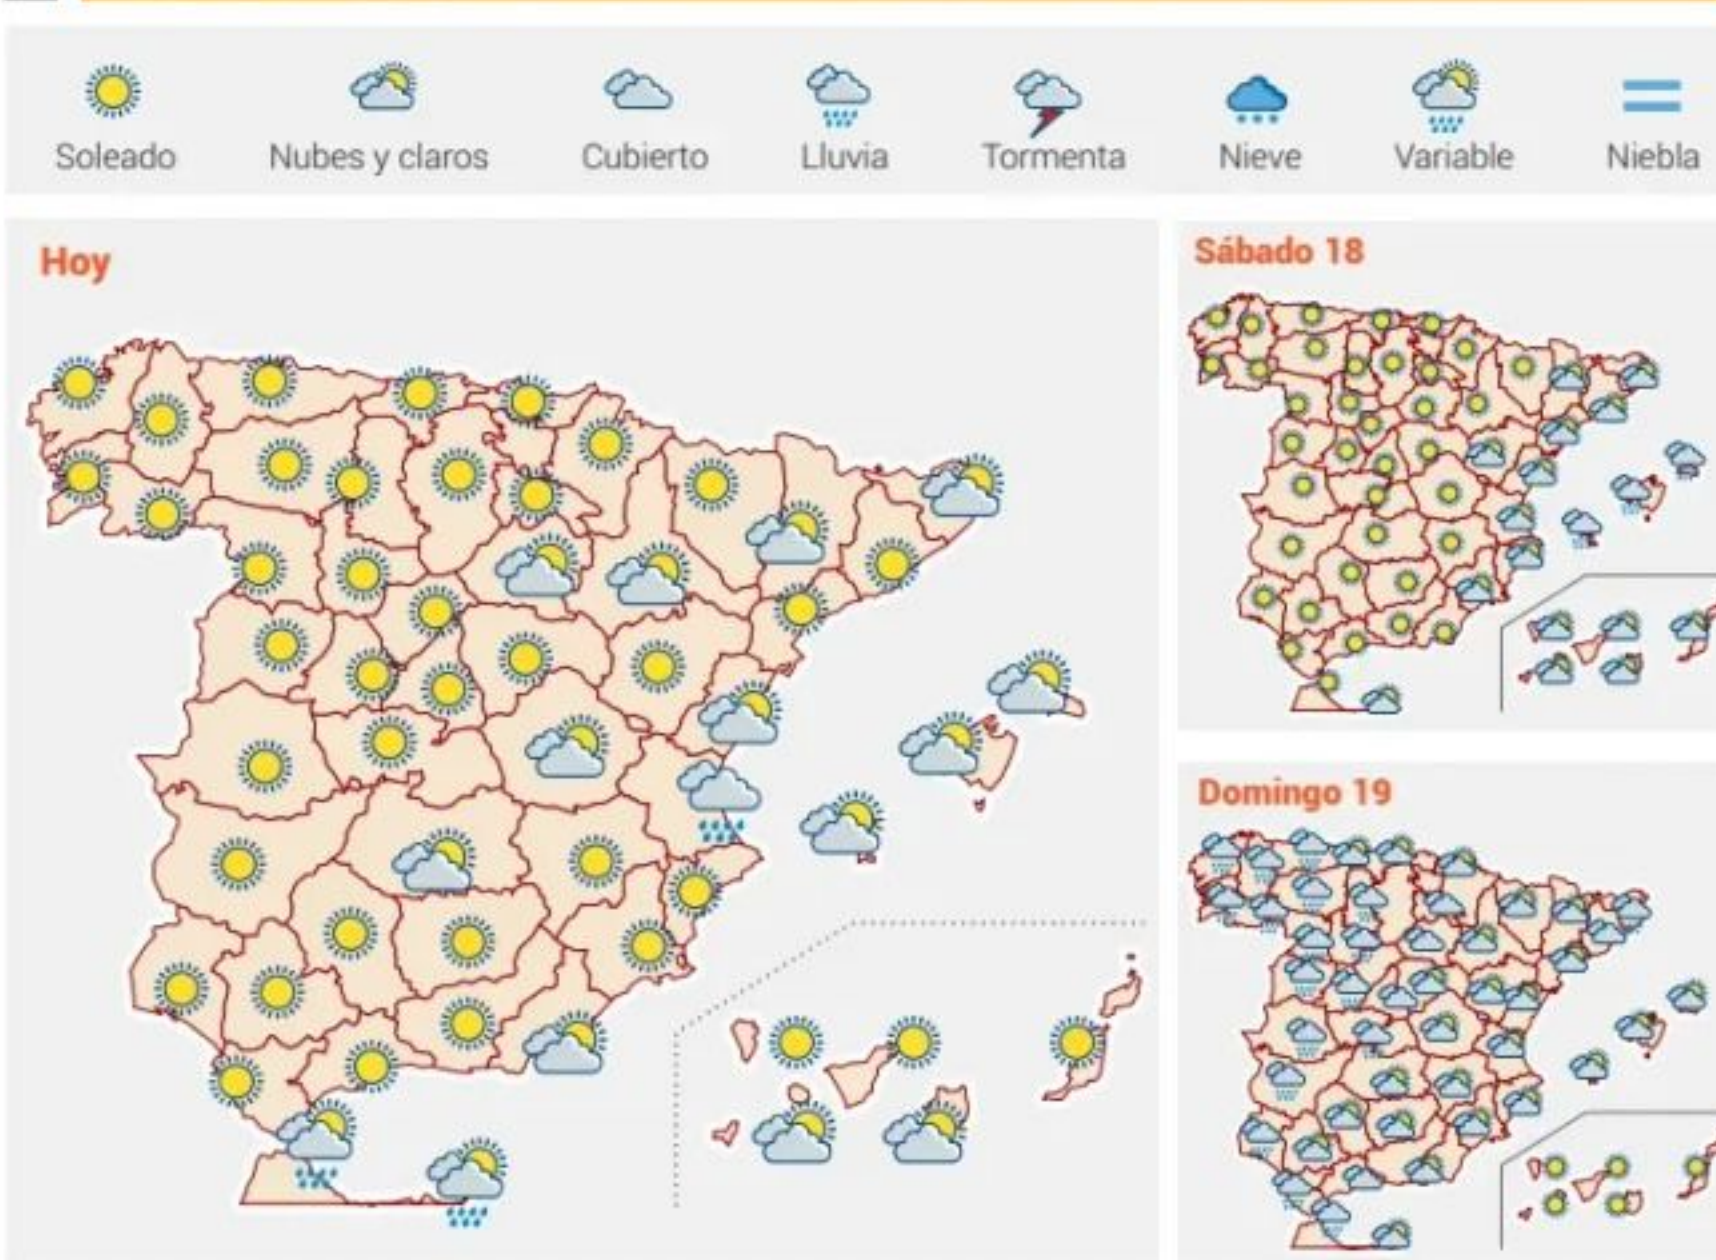 Soleado
Nubes y claros
Cubierto
Lluvia
Tormenta
Nieve
Variable
Niebla
Hoy
Sábado 18
Domingo 19